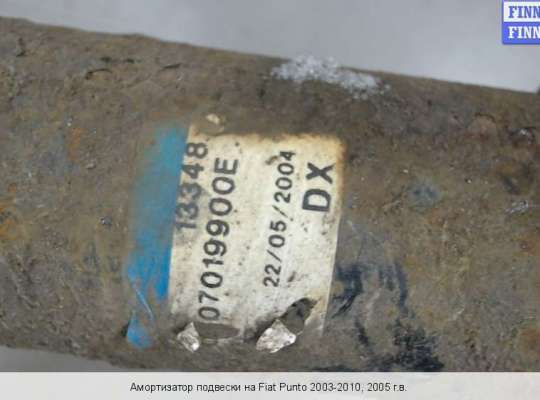 FINN
FINN
13348
07019900E
22/05/2004
DX
Амортизатор подвески на Fiat Punto 2003-2010, 2005 г.в.